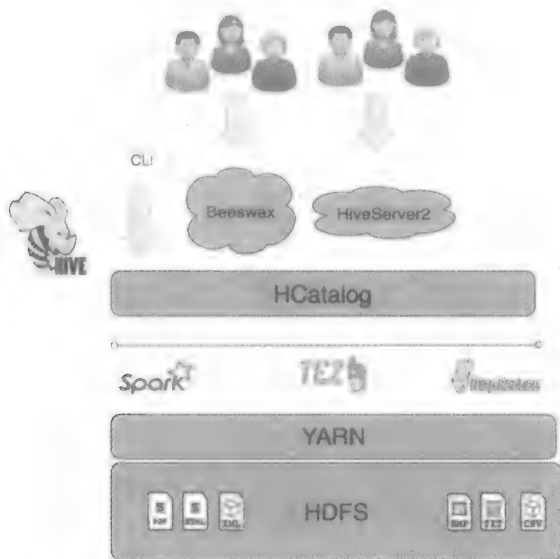 CLI
Beeswax
HiveServer2
HIVE
HCatalog
Spark
TEZ
YARN
PDF
HTML
XML
HDFS
BMP
TXT
CSV